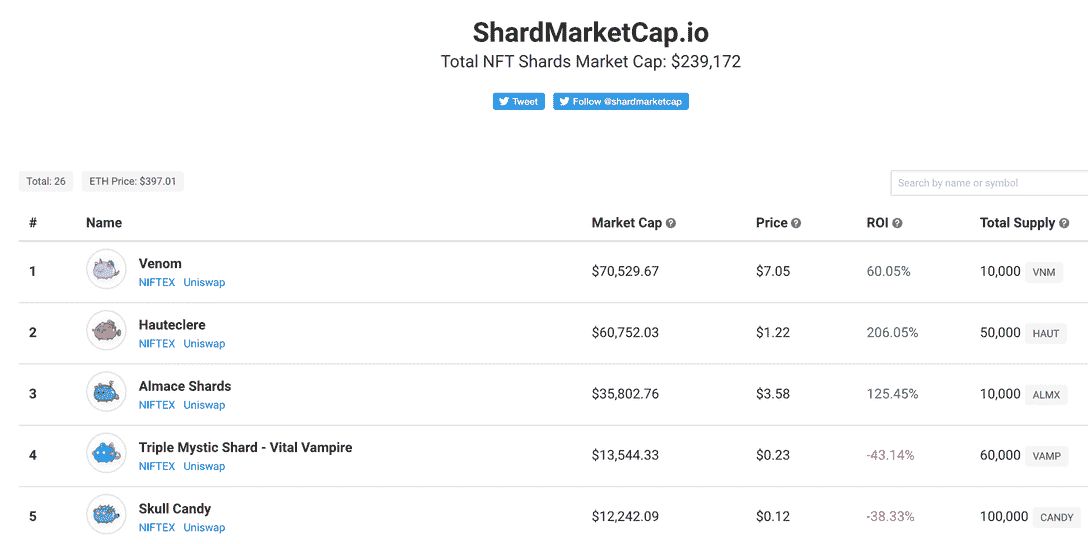 ShardMarketCap.io
Total NFT Shards Market Cap: $239,172
Tweet Follow @shardmarketcap
Total: 26 ETH Price: $397.01 Search by name or symbol
# Name Market Cap ? Price ? ROI ? Total Supply ?
1 Venom $70,529.67 $7.05 60.05% 10,000 VNM
NIFTEX Uniswap
2 Hauteclere $60,752.03 $1.22 206.05% 50,000 HAUT
NIFTEX Uniswap
3 Almace Shards $35,802.76 $3.58 125.45% 10,000 ALMX
NIFTEX Uniswap
4 Triple Mystic Shard - Vital Vampire $13,544.33 $0.23 -43.14% 60,000 VAMP
NIFTEX Uniswap
5 Skull Candy $12,242.09 $0.12 -38.33% 100,000 CANDY
NIFTEX Uniswap